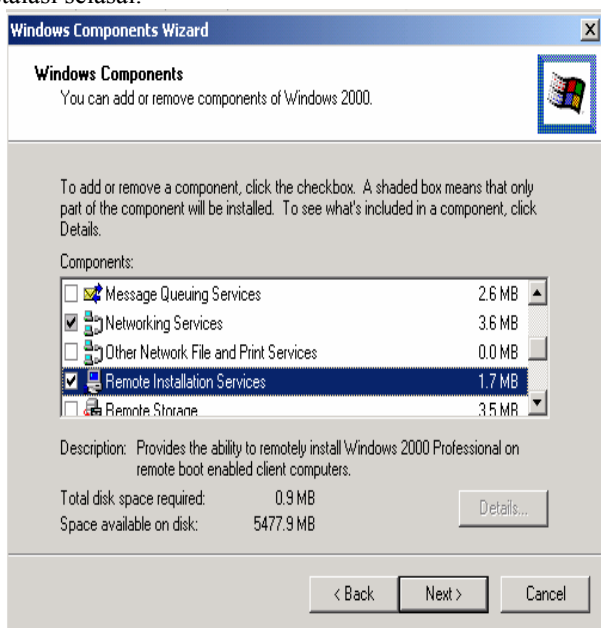 Windows Components Wizard
Windows Components
You can add or remove components of Windows 2000.
To add or remove a component, click the checkbox. A shaded box means that only
part of the component will be installed. To see what's included in a component, click
Details.
Components:
Message Queuing Services 2.6 MB
Networking Services 3.6 MB
Other Network File and Print Services 0.0 MB
Remote Installation Services 1.7 MB
Remote Storage 3.5 MB
Description: Provides the ability to remotely install Windows 2000 Professional on
remote boot enabled client computers.
Total disk space required: 0.9 MB
Space available on disk: 5477.9 MB
Details...
< Back Next > Cancel